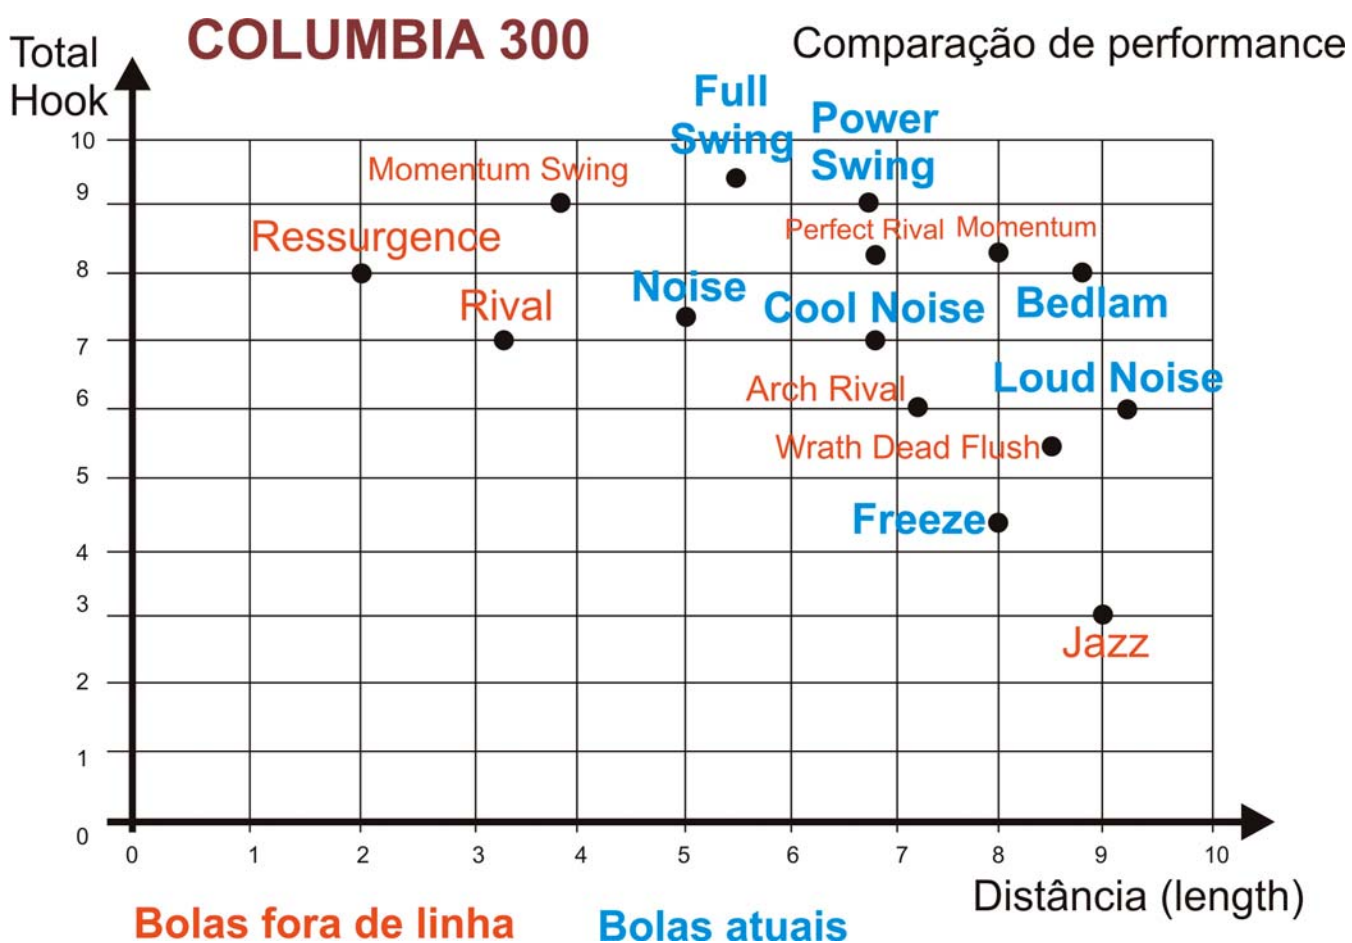 COLUMBIA 300
Comparação de performance
Total
Hook
Full
Swing
Power
Swing
Momentum Swing
Ressurgence
Perfect Rival
Momentum
Noise
Rival
Cool Noise
Bedlam
Arch Rival
Loud Noise
Wrath Dead Flush
Freeze
Jazz
10
9
8
7
6
5
4
3
2
1
0
0 1 2 3 4 5 6 7 8 9 10
Distância (length)
Bolas fora de linha
Bolas atuais